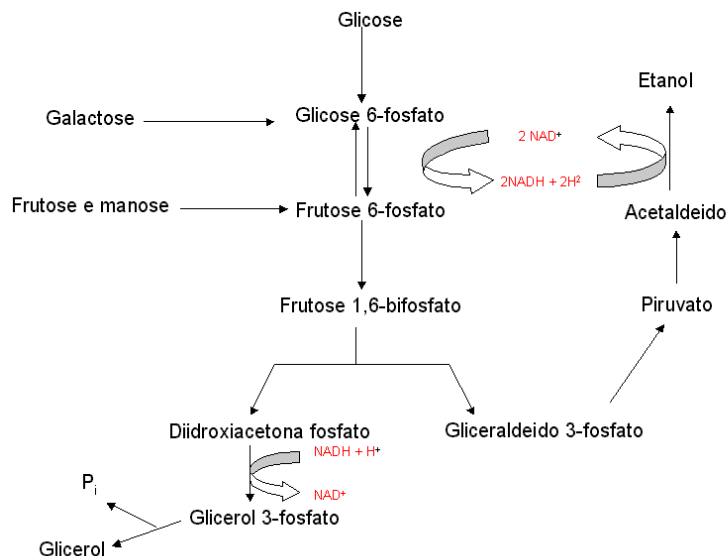 Glicose
Etanol
Galactose
Glicose 6-fosfato
2 NAD⁺
2NADH + 2H²
Frutose e manose
Frutose 6-fosfato
Acetaldeido
Frutose 1,6-bifosfato
Piruvato
Diidroxiacetona fosfato
Gliceraldeido 3-fosfato
NADH + H⁺
Pᵢ
NAD⁺
Glicerol 3-fosfato
Glicerol